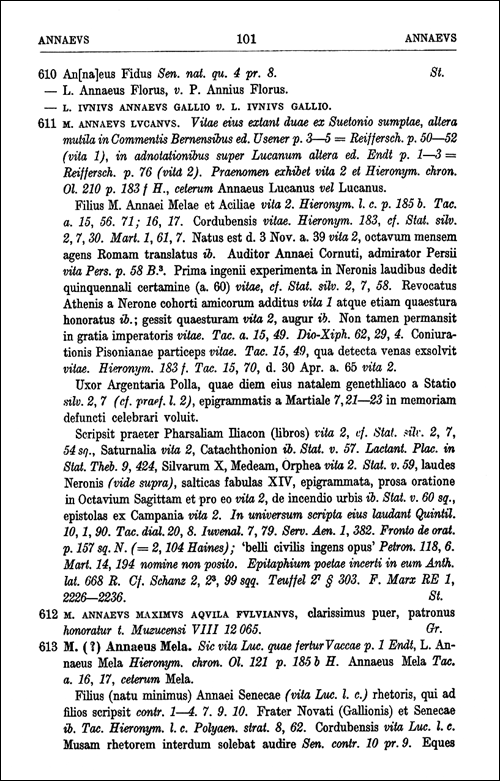 ANNAEVS 101 ANNAEVS
610 An[na]eus Fidus Sen. nat. qu. 4 pr. 8. St.
— L. Annaeus Florus, v. P. Annius Florus.
— L. IVNIVS ANNAEVS GALLIO v. L. IVNIVS GALLIO.
611 M. ANNAEVS LVCANVS. Vitae eius extant duae ex Suetonio sumptae, altera
mutila in Commentis Bernensibus ed. Usener p. 3—5 = Reiffersch. p. 50—52
(vita 1), in adnotationibus super Lucanum altera ed. Endt p. 1—3 =
Reiffersch. p. 76 (vita 2). Praenomen exhibet vita 2 et Hieronym. chron.
Ol. 210 p. 183 f H., ceterum Annaeus Lucanus vel Lucanus.
Filius M. Annaei Melae et Aciliae vita 2. Hieronym. l. c. p. 185 b. Tac.
a. 15, 56. 71; 16, 17. Cordubensis vitae. Hieronym. 183, cf. Stat. silv.
2, 7, 30. Mart. 1, 61, 7. Natus est d. 3 Nov. a. 39 vita 2, octavum mensem
agens Romam translatus ib. Auditor Annaei Cornuti, admirator Persii
vita Pers. p. 58 B.³. Prima ingenii experimenta in Neronis laudibus dedit
quinquennali certamine (a. 60) vitae, cf. Stat. silv. 2, 7, 58. Revocatus
Athenis a Nerone cohorti amicorum additus vita 1 atque etiam quaestura
honoratus ib.; gessit quaesturam vita 2, augur ib. Non tamen permansit
in gratia imperatoris vitae. Tac. a. 15, 49. Dio-Xiph. 62, 29, 4. Coniura-
tionis Pisonianae particeps vitae. Tac. 15, 49, qua detecta venas exsolvit
vitae. Hieronym. 183 f. Tac. 15, 70, d. 30 Apr. a. 65 vita 2.
Uxor Argentaria Polla, quae diem eius natalem genethliaco a Statio
silv. 2, 7 (cf. praef. l. 2), epigrammatis a Martiale 7, 21—23 in memoriam
defuncti celebrari voluit.
Scripsit praeter Pharsaliam Iliacon (libros) vita 2, cf. Stat. silv. 2, 7,
54 sq., Saturnalia vita 2, Catachthonion ib. Stat. v. 57. Lactant. Plac. in
Stat. Theb. 9, 424, Silvarum X, Medeam, Orphea vita 2. Stat. v. 59, laudes
Neronis (vide supra), salticas fabulas XIV, epigrammata, prosa oratione
in Octavium Sagittam et pro eo vita 2, de incendio urbis ib. Stat. v. 60 sq.,
epistolas ex Campania vita 2. In universum scripta eius laudant Quintil.
10, 1, 90. Tac. dial. 20, 8. Iuvenal. 7, 79. Serv. Aen. 1, 382. Fronto de orat.
p. 157 sq. N. (= 2, 104 Haines); 'belli civilis ingens opus' Petron. 118, 6.
Mart. 14, 194 nomine non posito. Epitaphium poetae incerti in eum Anth.
lat. 668 R. Cf. Schanz 2, 2³, 99 sqq. Teuffel 2⁷ § 303. F. Marx RE 1,
2226—2236. St.
612 M. ANNAEVS MAXIMVS AQVILA FVLVIANVS, clarissimus puer, patronus
honoratur t. Muzucensi VIII 12 065. Gr.
613 M. (?) Annaeus Mela. Sic vita Luc. quae fertur Vaccae p. 1 Endt, L. An-
naeus Mela Hieronym. chron. Ol. 121 p. 185 b H. Annaeus Mela Tac.
a. 16, 17, ceterum Mela.
Filius (natu minimus) Annaei Senecae (vita Luc. l. c.) rhetoris, qui ad
filios scripsit contr. 1—4. 7. 9. 10. Frater Novati (Gallionis) et Senecae
ib. Tac. Hieronym. l. c. Polyaen. strat. 8, 62. Cordubensis vita Luc. l. c.
Musam rhetorem interdum solebat audire Sen. contr. 10 pr. 9. Eques